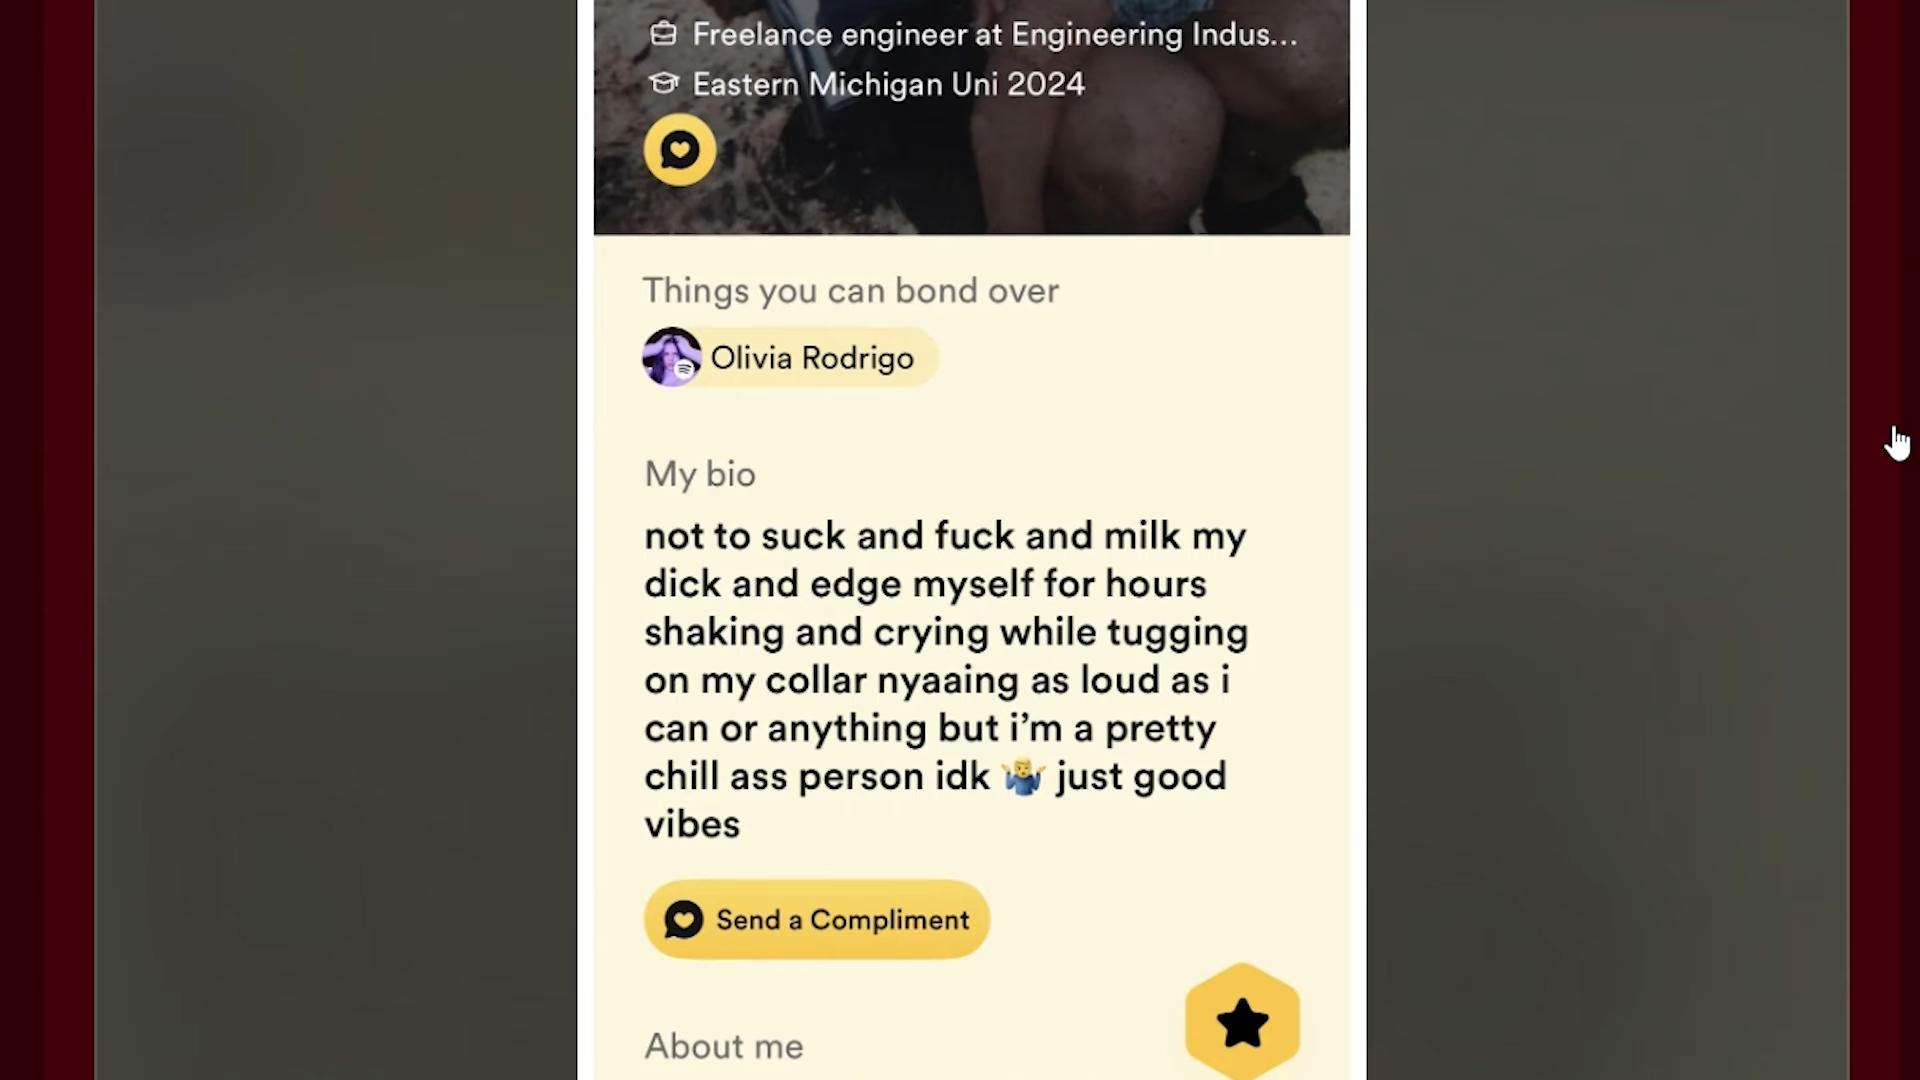 Freelance engineer at Engineering Indus...
Eastern Michigan Uni 2024
Things you can bond over
Olivia Rodrigo
My bio
not to suck and fuck and milk my
dick and edge myself for hours
shaking and crying while tugging
on my collar nyaaing as loud as i
can or anything but i’m a pretty
chill ass person idk 🤷‍♂️ just good
vibes
Send a Compliment
About me